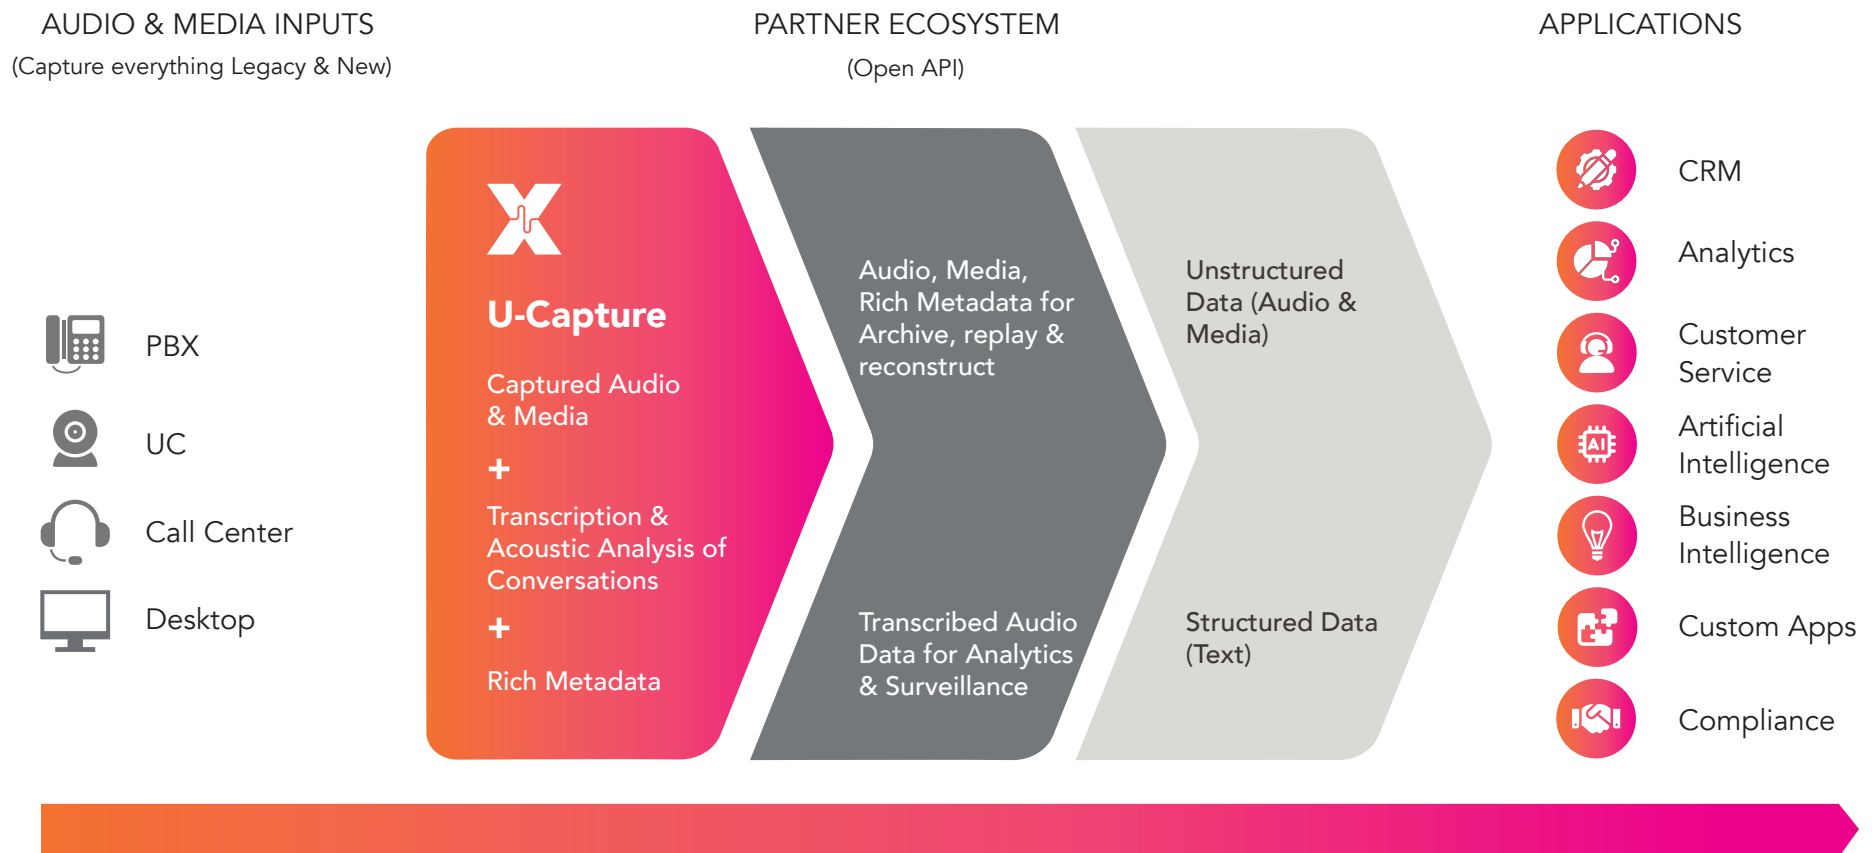 AUDIO & MEDIA INPUTS
(Capture everything Legacy & New)
PARTNER ECOSYSTEM
(Open API)
APPLICATIONS
PBX
UC
Call Center
Desktop
U-Capture
Captured Audio
& Media
+
Transcription &
Acoustic Analysis of
Conversations
+
Rich Metadata
Audio, Media,
Rich Metadata for
Archive, replay &
reconstruct
Transcribed Audio
Data for Analytics
& Surveillance
Unstructured
Data (Audio &
Media)
Structured Data
(Text)
CRM
Analytics
Customer
Service
AI
Artificial
Intelligence
Business
Intelligence
Custom Apps
Compliance